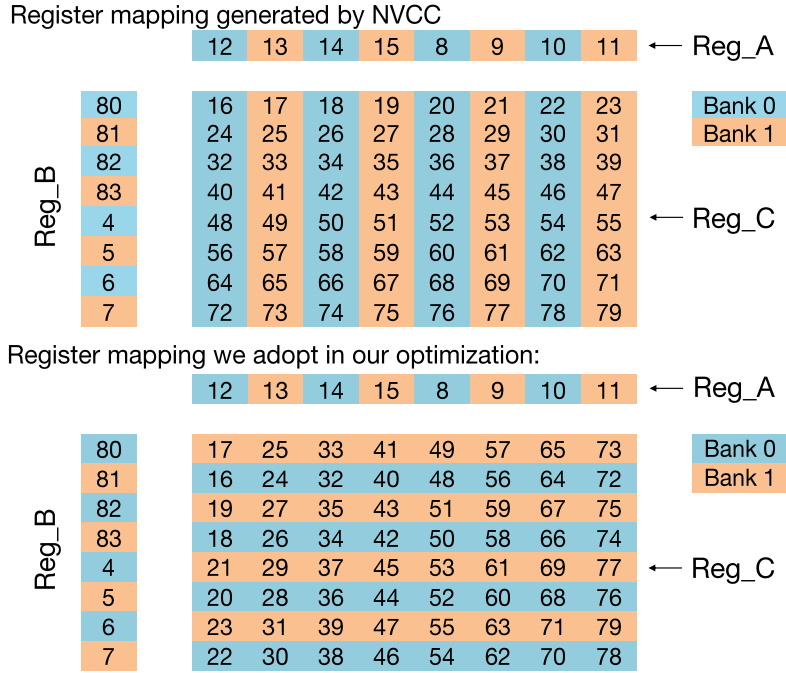 Register mapping generated by NVCC
12 13 14 15 8 9 10 11 Reg_A
80 16 17 18 19 20 21 22 23 Bank 0
81 24 25 26 27 28 29 30 31 Bank 1
82 32 33 34 35 36 37 38 39
83 40 41 42 43 44 45 46 47
Reg_B
4 48 49 50 51 52 53 54 55 Reg_C
5 56 57 58 59 60 61 62 63
6 64 65 66 67 68 69 70 71
7 72 73 74 75 76 77 78 79
Register mapping we adopt in our optimization:
12 13 14 15 8 9 10 11 Reg_A
80 17 25 33 41 49 57 65 73 Bank 0
81 16 24 32 40 48 56 64 72 Bank 1
82 19 27 35 43 51 59 67 75
83 18 26 34 42 50 58 66 74
Reg_B
4 21 29 37 45 53 61 69 77 Reg_C
5 20 28 36 44 52 60 68 76
6 23 31 39 47 55 63 71 79
7 22 30 38 46 54 62 70 78